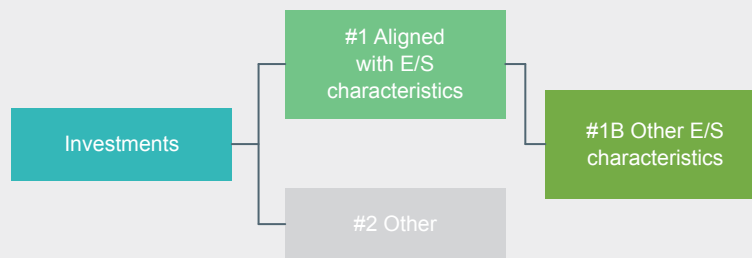 #1 Aligned
with E/S
characteristics
Investments
#1B Other E/S
characteristics
#2 Other